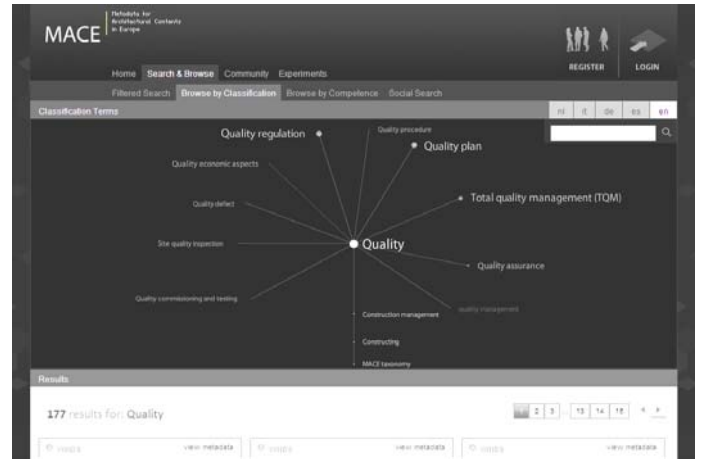 MACE
Metadata for
Architectural Contents
in Europe
REGISTER
LOGIN
Home Search & Browse Community Experiments
Filtered Search Browse by Classification Browse by Competence Social Search
Classification Terms
nl it de es en
Quality regulation
Quality procedure
Quality plan
Quality economic aspects
Quality defect
Total quality management (TQM)
Site quality inspection
Quality
Quality assurance
Quality commissioning and testing
quality management
Construction management
Constructing
MACE taxonomy
Results
177 results for: Quality
2 3 ... 13 14 15 < >
view metadata
view metadata
view metadata